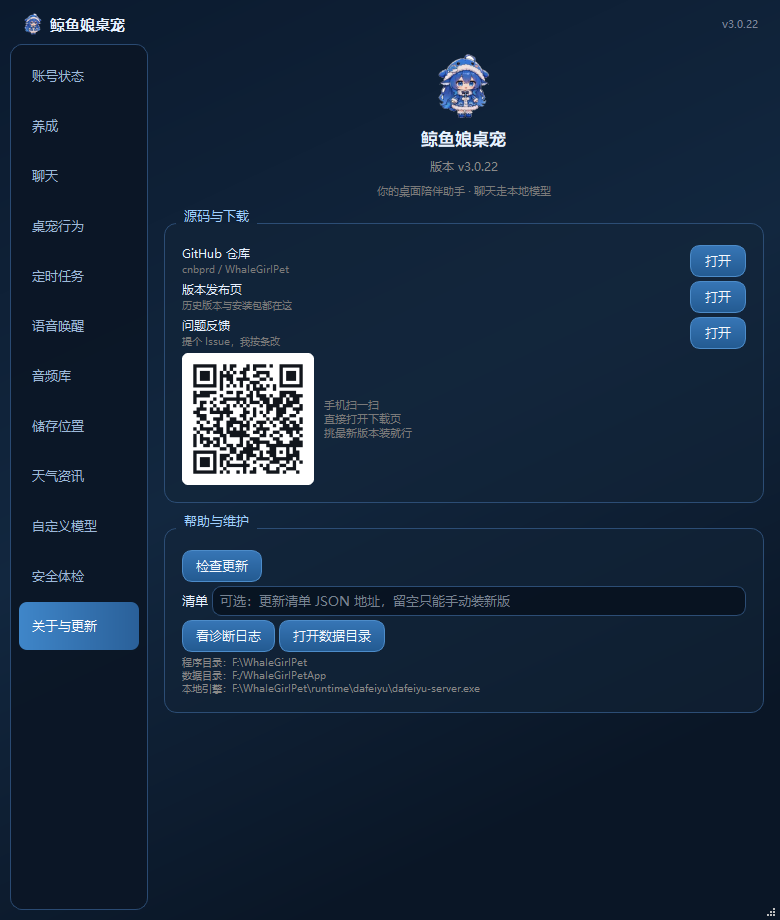 鲸鱼娘桌宠
v3.0.22
账号状态
养成
聊天
桌宠行为
定时任务
语音唤醒
音频库
储存位置
天气资讯
自定义模型
安全体检
关于与更新
鲸鱼娘桌宠
版本 v3.0.22
你的桌面陪伴助手 · 聊天走本地模型
源码与下载
GitHub 仓库
cnbprd / WhaleGirlPet
打开
版本发布页
历史版本与安装包都在这
打开
问题反馈
提个 Issue，我按条改
打开
手机扫一扫
直接打开下载页
挑最新版本装就行
帮助与维护
检查更新
清单 可选：更新清单 JSON 地址，留空只能手动装新版
看诊断日志 打开数据目录
程序目录：F:\WhaleGirlPet
数据目录：F:/WhaleGirlPetApp
本地引擎：F:\WhaleGirlPet\runtime\dafeiyu\dafeiyu-server.exe